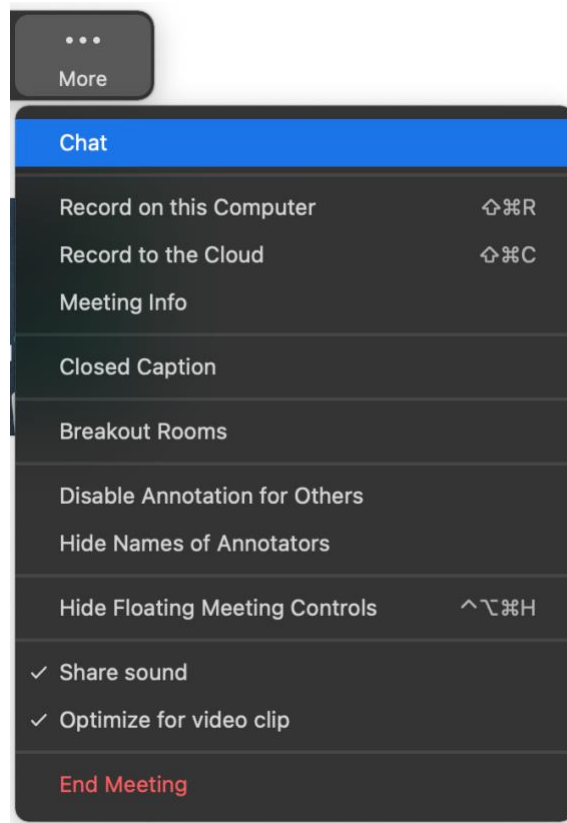 •••
More
Chat
Record on this Computer ⇧⌘R
Record to the Cloud ⇧⌘C
Meeting Info
Closed Caption
Breakout Rooms
Disable Annotation for Others
Hide Names of Annotators
Hide Floating Meeting Controls ^⌥⌘H
✓ Share sound
✓ Optimize for video clip
End Meeting